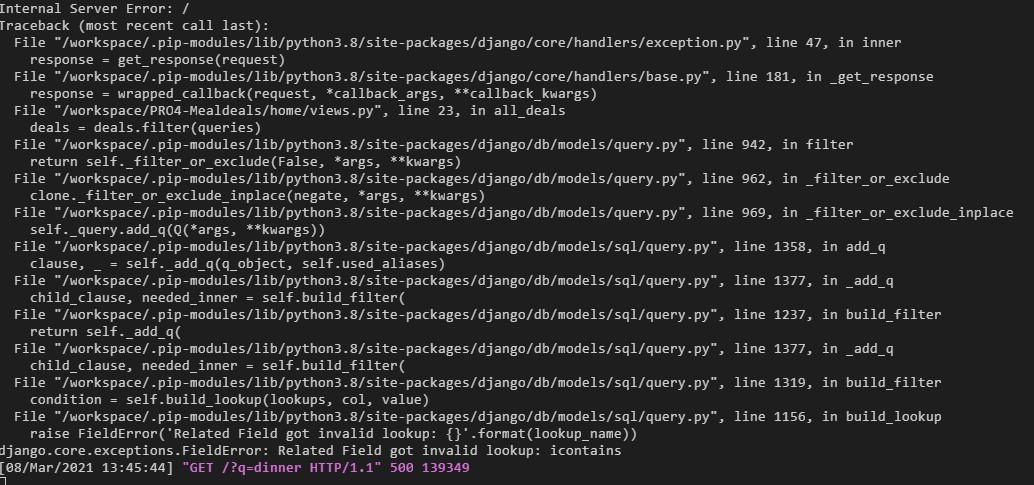 Internal Server Error: /
Traceback (most recent call last):
  File "/workspace/.pip-modules/lib/python3.8/site-packages/django/core/handlers/exception.py", line 47, in inner
    response = get_response(request)
  File "/workspace/.pip-modules/lib/python3.8/site-packages/django/core/handlers/base.py", line 181, in _get_response
    response = wrapped_callback(request, *callback_args, **callback_kwargs)
  File "/workspace/PRO4-Mealdeals/home/views.py", line 23, in all_deals
    deals = deals.filter(queries)
  File "/workspace/.pip-modules/lib/python3.8/site-packages/django/db/models/query.py", line 942, in filter
    return self._filter_or_exclude(False, *args, **kwargs)
  File "/workspace/.pip-modules/lib/python3.8/site-packages/django/db/models/query.py", line 962, in _filter_or_exclude
    clone._filter_or_exclude_inplace(negate, *args, **kwargs)
  File "/workspace/.pip-modules/lib/python3.8/site-packages/django/db/models/query.py", line 969, in _filter_or_exclude_inplace
    self._query.add_q(Q(*args, **kwargs))
  File "/workspace/.pip-modules/lib/python3.8/site-packages/django/db/models/sql/query.py", line 1358, in add_q
    clause, _ = self._add_q(q_object, self.used_aliases)
  File "/workspace/.pip-modules/lib/python3.8/site-packages/django/db/models/sql/query.py", line 1377, in _add_q
    child_clause, needed_inner = self.build_filter(
  File "/workspace/.pip-modules/lib/python3.8/site-packages/django/db/models/sql/query.py", line 1237, in build_filter
    return self._add_q(
  File "/workspace/.pip-modules/lib/python3.8/site-packages/django/db/models/sql/query.py", line 1377, in _add_q
    child_clause, needed_inner = self.build_filter(
  File "/workspace/.pip-modules/lib/python3.8/site-packages/django/db/models/sql/query.py", line 1319, in build_filter
    condition = self.build_lookup(lookups, col, value)
  File "/workspace/.pip-modules/lib/python3.8/site-packages/django/db/models/sql/query.py", line 1156, in build_lookup
    raise FieldError('Related Field got invalid lookup: {}'.format(lookup_name))
django.core.exceptions.FieldError: Related Field got invalid lookup: icontains
[08/Mar/2021 13:45:44] "GET /?q=dinner HTTP/1.1" 500 139349